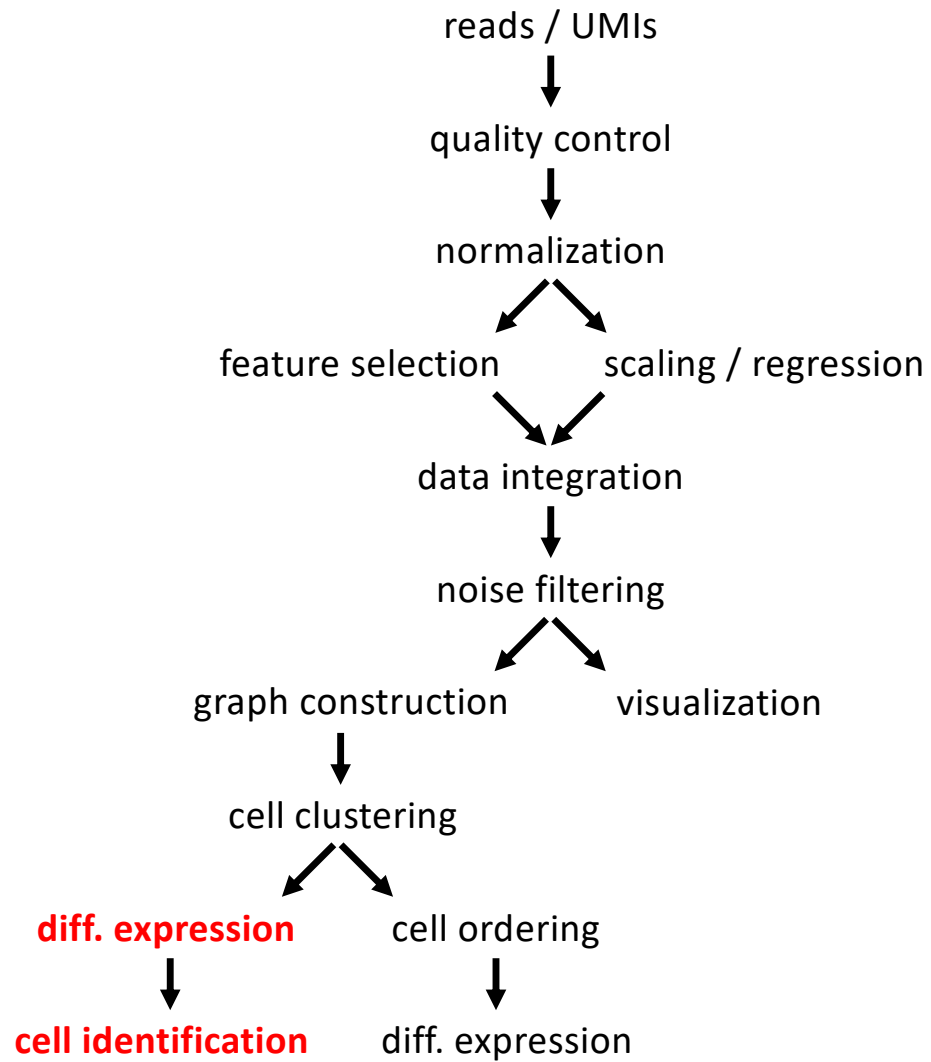 reads / UMIs
quality control
normalization
feature selection
scaling / regression
data integration
noise filtering
graph construction
visualization
cell clustering
diff. expression
cell ordering
cell identification
diff. expression